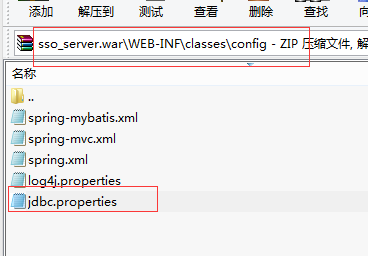 添加 解压到 测试 查看 删除 查找
sso_server.war\WEB-INF\classes\config - ZIP 压缩文件, 解
名称
..
spring-mybatis.xml
spring-mvc.xml
spring.xml
log4j.properties
jdbc.properties